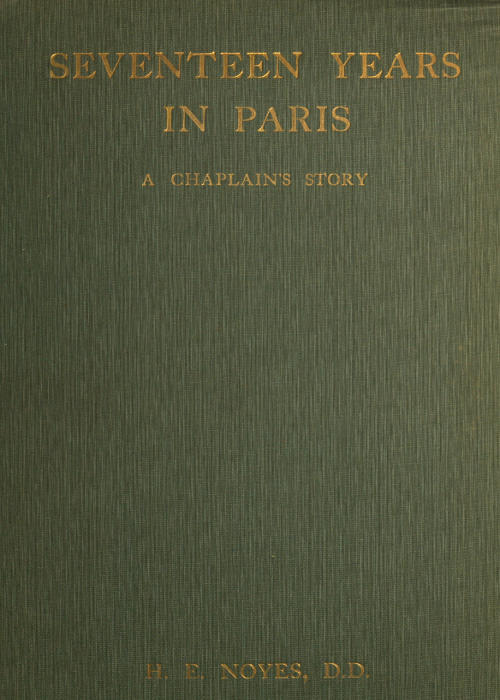 SEVENTEEN YEARS
IN PARIS
A CHAPLAIN'S STORY
H. E. NOYES, D.D.